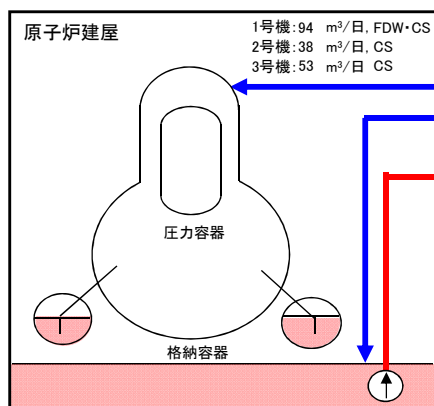 原子炉建屋
1号機:94 m³/日, FDW・CS
2号機:38 m³/日, CS
3号機:53 m³/日 CS
圧力容器
格納容器